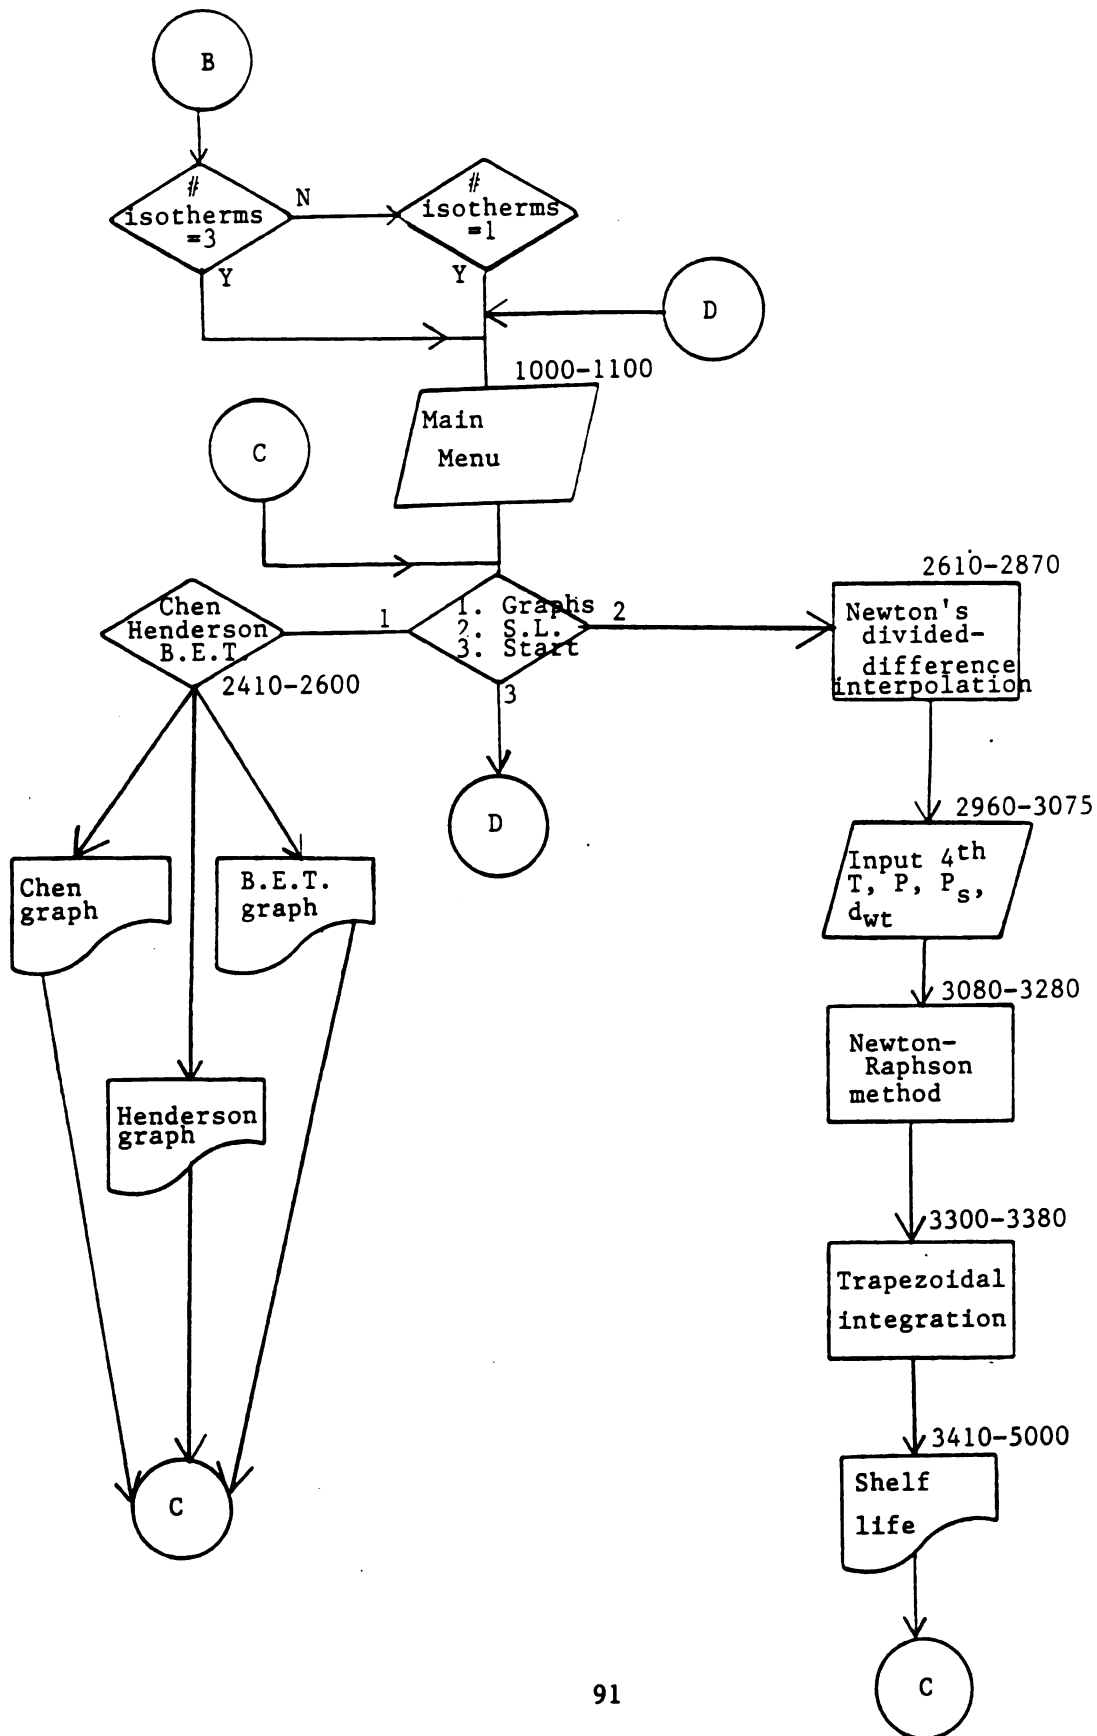 B
#
isotherms
=3
N
#
isotherms
=1
Y
Y
D
1000-1100
Main
Menu
C
2610-2870
Chen
Henderson
B.E.T.
1
1. Graphs
2. S.L.
3. Start
2
Newton's
divided-
difference
interpolation
2410-2600
3
D
2960-3075
Input 4th
T, P, Ps,
dwt
Chen
graph
B.E.T.
graph
3080-3280
Newton-
Raphson
method
Henderson
graph
3300-3380
Trapezoidal
integration
3410-5000
Shelf
life
C
C
91